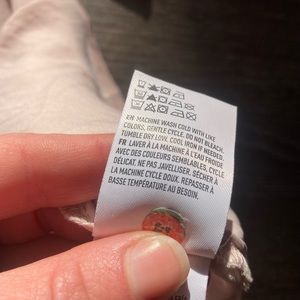 EN MACHINE WASH COLD WITH LIKE
COLORS, GENTLE CYCLE. DO NOT BLEACH.
TUMBLE DRY LOW. COOL IRON IF NEEDED.
FR LAVER À LA MACHINE À L'EAU FROIDE
AVEC DES COULEURS SEMBLABLES, CYCLE
DÉLICAT. NE PAS JAVELLISER. SÉCHER À
LA MACHINE CYCLE DOUX. REPASSER À
BASSE TEMPÉRATURE AU BESOIN.